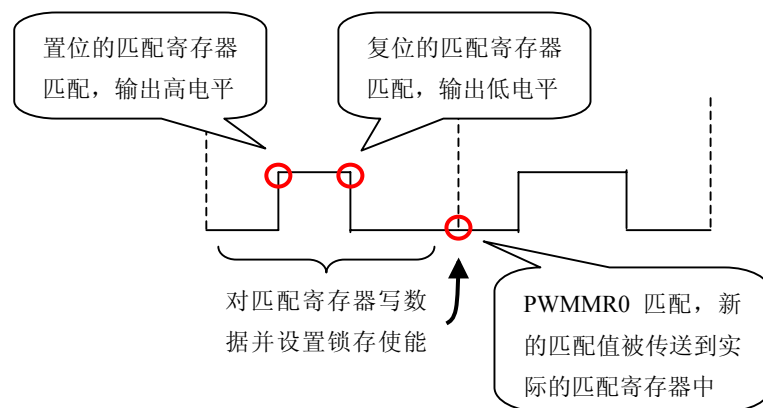 置位的匹配寄存器
匹配，输出高电平
复位的匹配寄存器
匹配，输出低电平
对匹配寄存器写数
据并设置锁存使能
PWMMR0 匹配，新
的匹配值被传送到实
际的匹配寄存器中